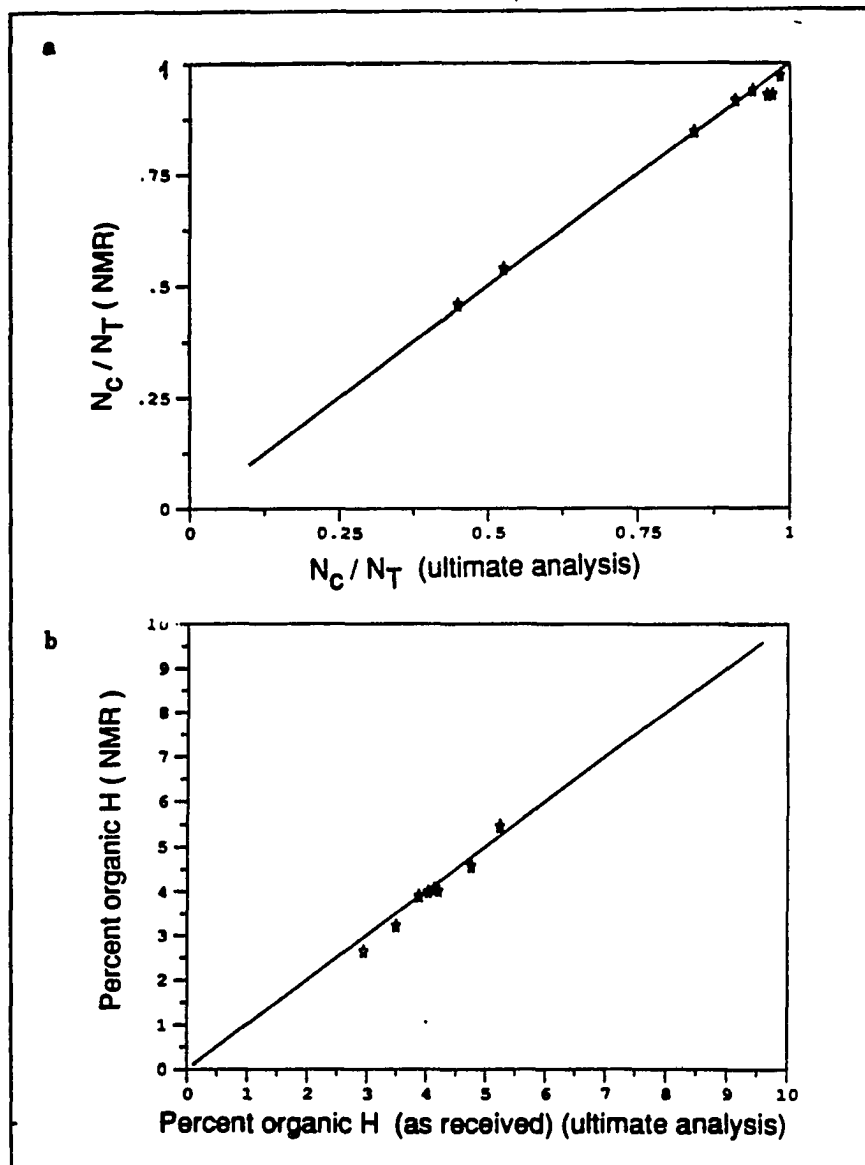 a
1
.75
.5
.25
0
N_C / N_T ( NMR)
0 0.25 0.5 0.75 1
N_C / N_T (ultimate analysis)
b
10
9
8
7
6
5
4
3
2
1
0
Percent organic H ( NMR )
0 1 2 3 4 5 6 7 8 9 10
Percent organic H (as received) (ultimate analysis)